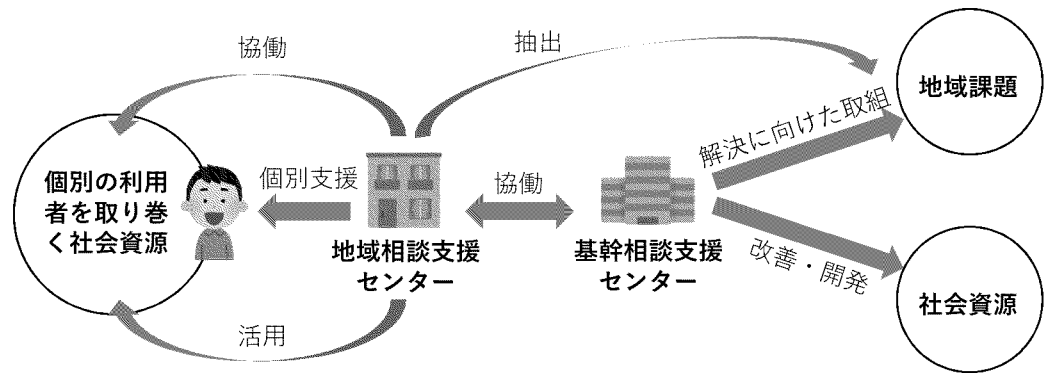 協働
抽出
地域課題
解決に向けた取組
個別の利用
者を取り巻
く社会資源
個別支援
協働
地域相談支援
センター
基幹相談支援
センター
改善・開発
社会資源
活用